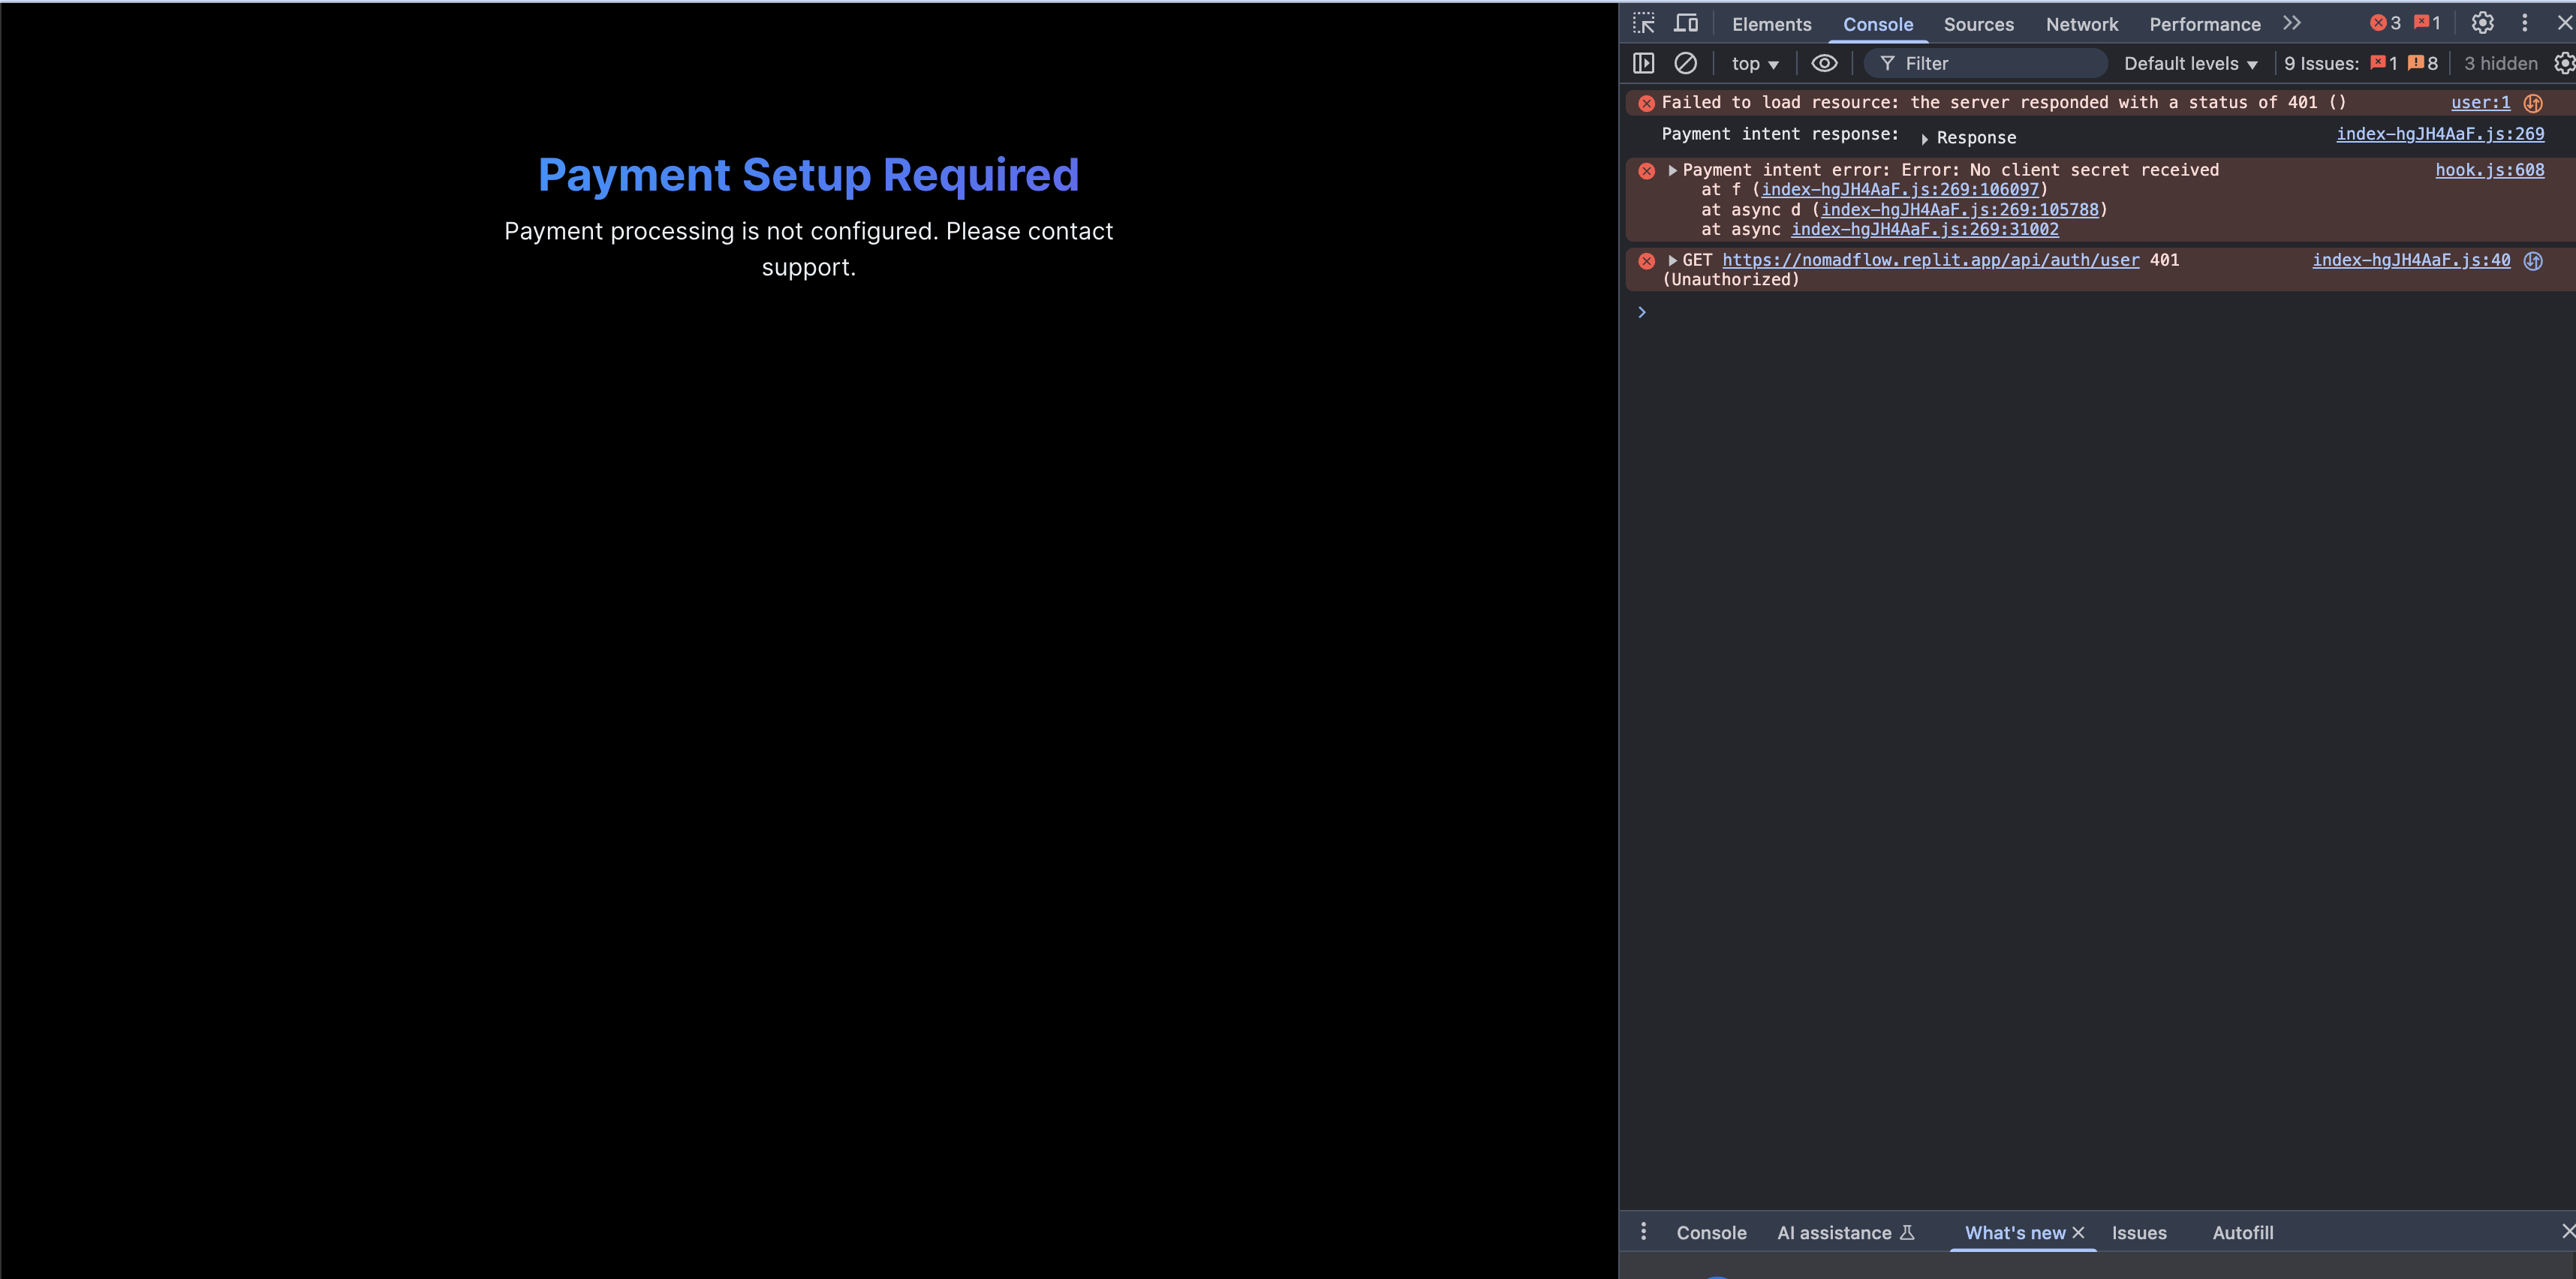 Payment Setup Required
Payment processing is not configured. Please contact
support.
Elements Console Sources Network Performance 3 1
top Filter Default levels 9 Issues: 1 8 3 hidden
Failed to load resource: the server responded with a status of 401 () user:1
Payment intent response: Response index-hgJH4AaF.js:269
Payment intent error: Error: No client secret received hook.js:608
at f (index-hgJH4AaF.js:269:106097)
at async d (index-hgJH4AaF.js:269:105788)
at async index-hgJH4AaF.js:269:31002
GET https://nomadflow.replit.app/api/auth/user 401 index-hgJH4AaF.js:40
(Unauthorized)
Console AI assistance What's new Issues Autofill